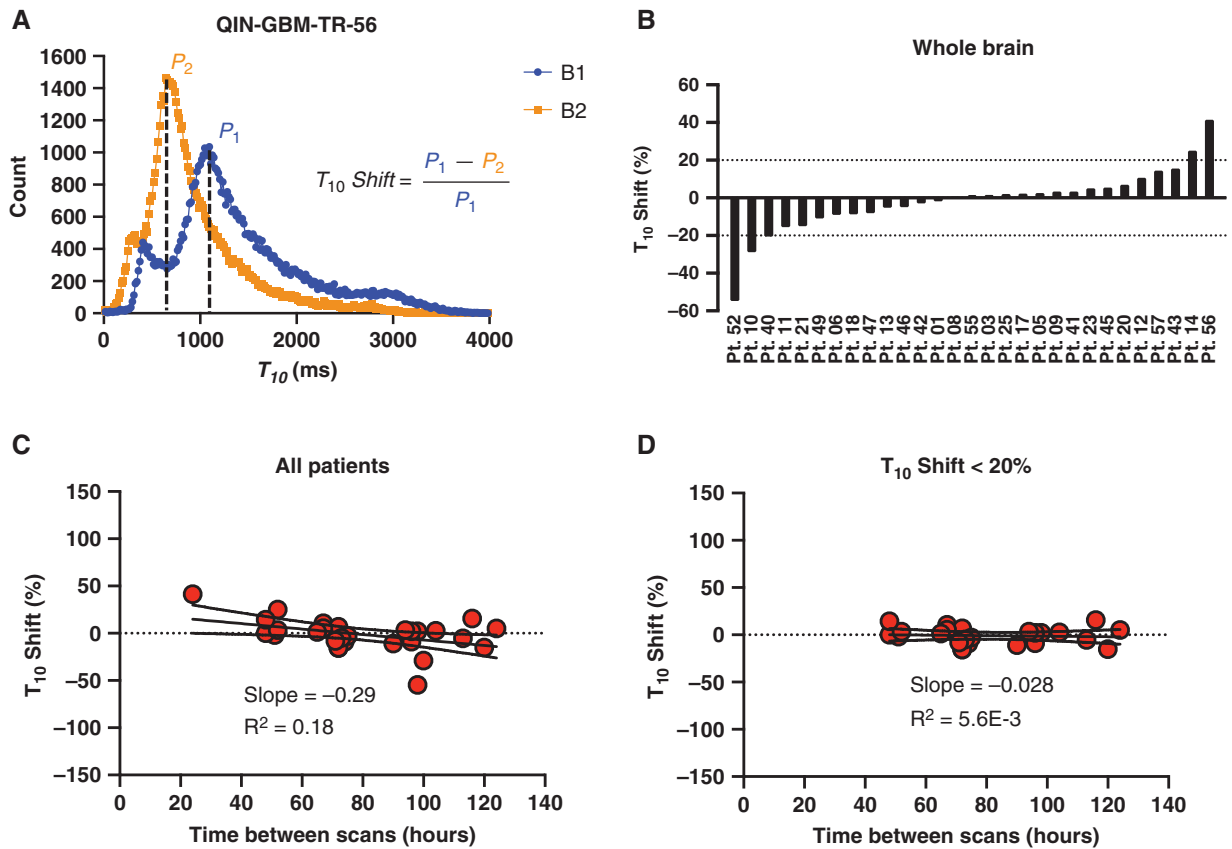 A
QIN-GBM-TR-56
1600
1400
1200
1000
800
600
400
200
0
Count
P2
P1
B1
B2
T10 Shift = P1 − P2
P1
0
1000
2000
3000
4000
T10 (ms)
B
Whole brain
60
40
20
0
−20
−40
−60
T10 Shift (%)
Pt. 52
Pt. 10
Pt. 40
Pt. 11
Pt. 21
Pt. 49
Pt. 06
Pt. 18
Pt. 47
Pt. 13
Pt. 46
Pt. 42
Pt. 01
Pt. 08
Pt. 55
Pt. 03
Pt. 25
Pt. 17
Pt. 05
Pt. 09
Pt. 41
Pt. 23
Pt. 45
Pt. 20
Pt. 12
Pt. 57
Pt. 43
Pt. 14
Pt. 56
C
All patients
150
100
50
0
−50
−100
−150
T10 Shift (%)
Slope = −0.29
R2 = 0.18
0
20
40
60
80
100
120
140
Time between scans (hours)
D
T10 Shift < 20%
150
100
50
0
−50
−100
−150
T10 Shift (%)
Slope = −0.028
R2 = 5.6E-3
0
20
40
60
80
100
120
140
Time between scans (hours)